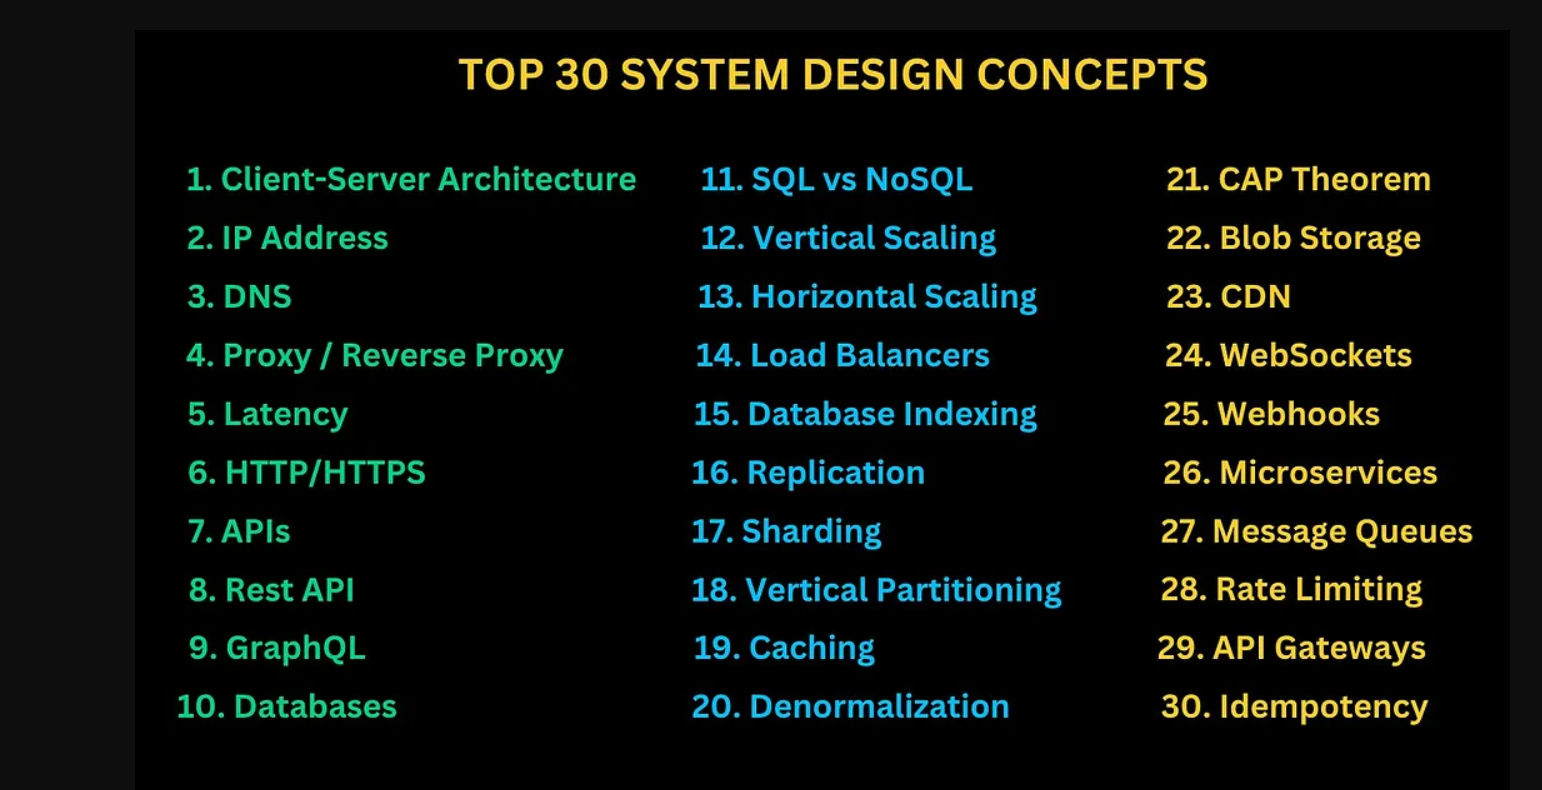 TOP 30 SYSTEM DESIGN CONCEPTS
1. Client-Server Architecture
2. IP Address
3. DNS
4. Proxy / Reverse Proxy
5. Latency
6. HTTP/HTTPS
7. APIs
8. Rest API
9. GraphQL
10. Databases
11. SQL vs NoSQL
12. Vertical Scaling
13. Horizontal Scaling
14. Load Balancers
15. Database Indexing
16. Replication
17. Sharding
18. Vertical Partitioning
19. Caching
20. Denormalization
21. CAP Theorem
22. Blob Storage
23. CDN
24. WebSockets
25. Webhooks
26. Microservices
27. Message Queues
28. Rate Limiting
29. API Gateways
30. Idempotency